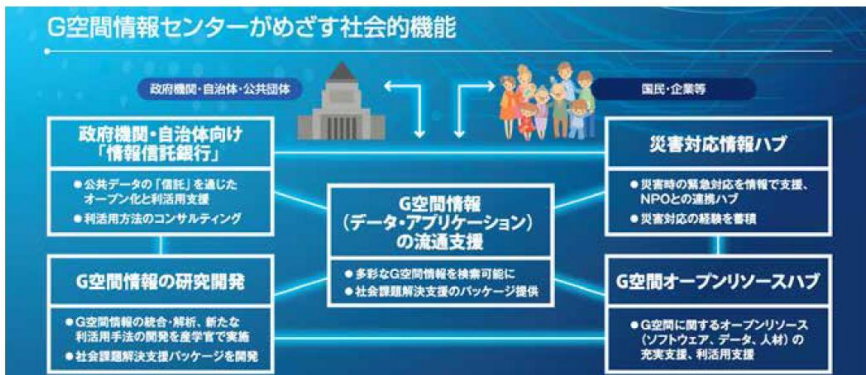 G空間情報センターがめざす社会的機能
政府機関・自治体・公共団体
国民・企業等
政府機関・自治体向け
「情報信託銀行」
●公共データの「信託」を通じた
オープン化と利活用支援
●利活用方法のコンサルティング
災害対応情報ハブ
●災害時の緊急対応を情報で支援、
NPOとの連携ハブ
●災害対応の経験を蓄積
G空間情報
(データ・アプリケーション)
の流通支援
●多彩なG空間情報を検索可能に
●社会課題解決支援のパッケージ提供
G空間情報の研究開発
●G空間情報の統合・解析、新たな
利活用手法の開発を産学官で実施
●社会課題解決支援パッケージを開発
G空間オープンリソースハブ
●G空間に関するオープンリソース
(ソフトウェア、データ、人材)の
充実支援、利活用支援